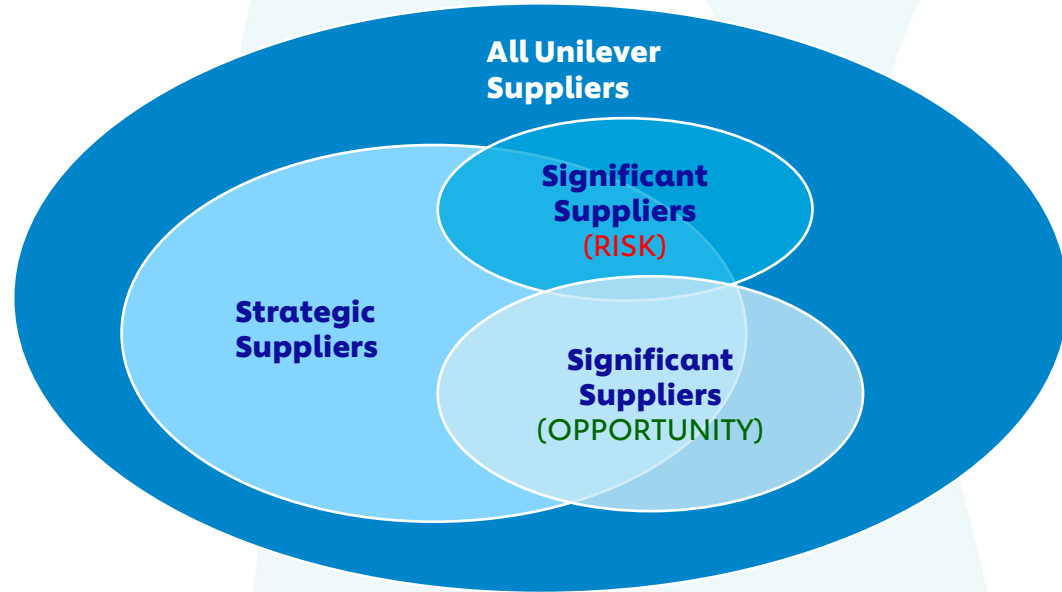 All Unilever
Suppliers
Significant
Suppliers
(RISK)
Strategic
Suppliers
Significant
Suppliers
(OPPORTUNITY)